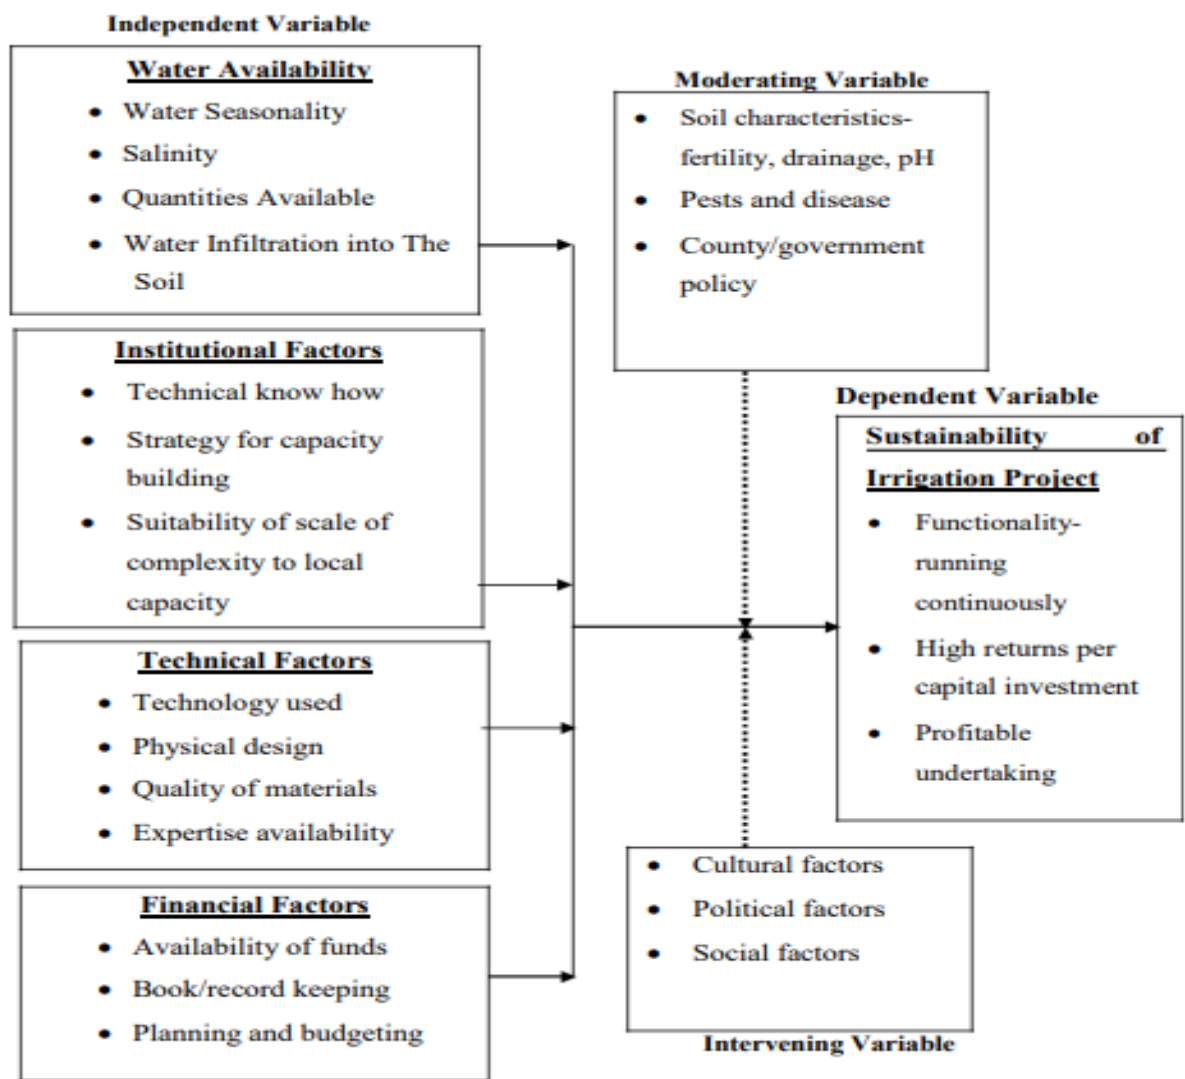 Independent Variable
Water Availability
• Water Seasonality
• Salinity
• Quantities Available
• Water Infiltration into The
Soil
Institutional Factors
• Technical know how
• Strategy for capacity
building
• Suitability of scale of
complexity to local
capacity
Technical Factors
• Technology used
• Physical design
• Quality of materials
• Expertise availability
Financial Factors
• Availability of funds
• Book/record keeping
• Planning and budgeting
Moderating Variable
• Soil characteristics-
fertility, drainage, pH
• Pests and disease
• County/government
policy
Dependent Variable
Sustainability of
Irrigation Project
• Functionality-
running
continuously
• High returns per
capital investment
• Profitable
undertaking
• Cultural factors
• Political factors
• Social factors
Intervening Variable